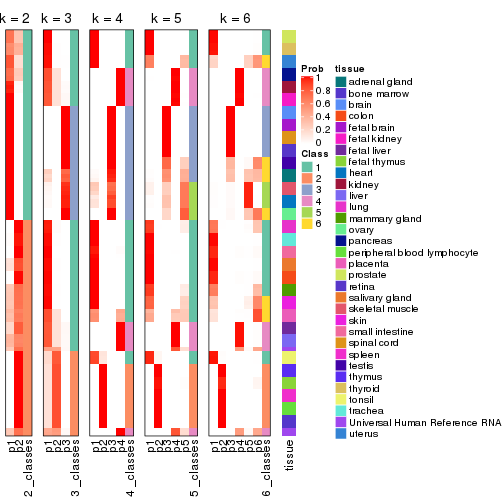 k = 2 k = 3 k = 4 k = 5 k = 6
Prob
1
0.8
0.6
0.4
0.2
0
Class
1
2
3
4
5
6
tissue
adrenal gland
bone marrow
brain
colon
fetal brain
fetal kidney
fetal liver
fetal thymus
heart
kidney
liver
lung
mammary gland
ovary
pancreas
peripheral blood lymphocyte
placenta
prostate
retina
salivary gland
skeletal muscle
skin
small intestine
spinal cord
spleen
testis
thymus
thyroid
tonsil
trachea
Universal Human Reference RNA
uterus
p1 p2 2_classes p1 p2 p3 3_classes p1 p2 p3 p4 4_classes p1 p2 p3 p4 p5 5_classes p1 p2 p3 p4 p5 p6 6_classes tissue